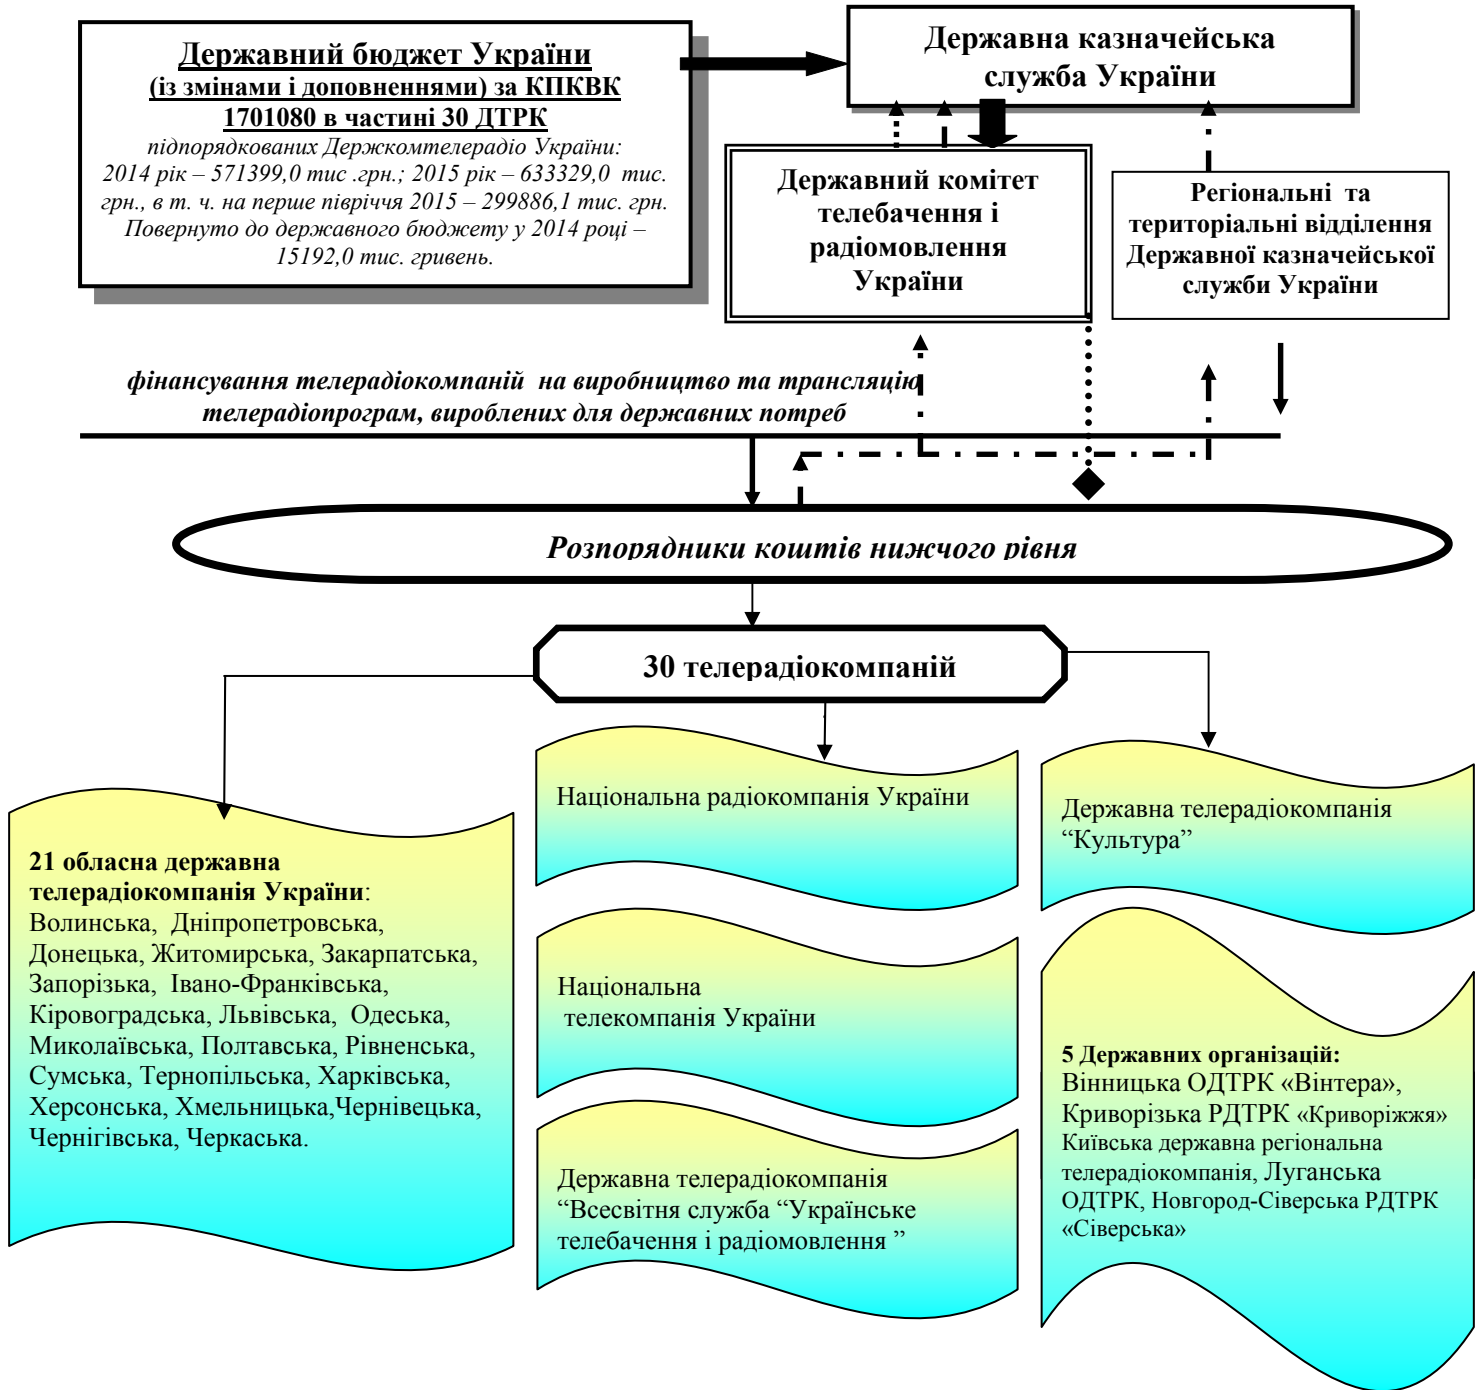 Державний бюджет України
(із змінами і доповненнями) за КПКВК
1701080 в частині 30 ДТРК
підпорядкованих Держкомтелерадіо України:
2014 рік – 571399,0 тис .грн.; 2015 рік – 633329,0 тис.
грн., в т. ч. на перше півріччя 2015 – 299886,1 тис. грн.
Повернуто до державного бюджету у 2014 році –
15192,0 тис. гривень.
Державна казначейська
служба України
Державний комітет
телебачення і
радіомовлення
України
Регіональні та
територіальні відділення
Державної казначейської
служби України
фінансування телерадіокомпаній на виробництво та трансляцію
телерадіопрограм, вироблених для державних потреб
Розпорядники коштів нижчого рівня
30 телерадіокомпаній
21 обласна державна
телерадіокомпанія України:
Волинська, Дніпропетровська,
Донецька, Житомирська, Закарпатська,
Запорізька, Івано-Франківська,
Кіровоградська, Львівська, Одеська,
Миколаївська, Полтавська, Рівненська,
Сумська, Тернопільська, Харківська,
Херсонська, Хмельницька,Чернівецька,
Чернігівська, Черкаська.
Національна радіокомпанія України
Національна
телекомпанія України
Державна телерадіокомпанія
“Всесвітня служба “Українське
телебачення і радіомовлення ”
Державна телерадіокомпанія
“Культура”
5 Державних організацій:
Вінницька ОДТРК «Вінтера»,
Криворізька РДТРК «Криворіжжя»
Київська державна регіональна
телерадіокомпанія, Луганська
ОДТРК, Новгород-Сіверська РДТРК
«Сіверська»